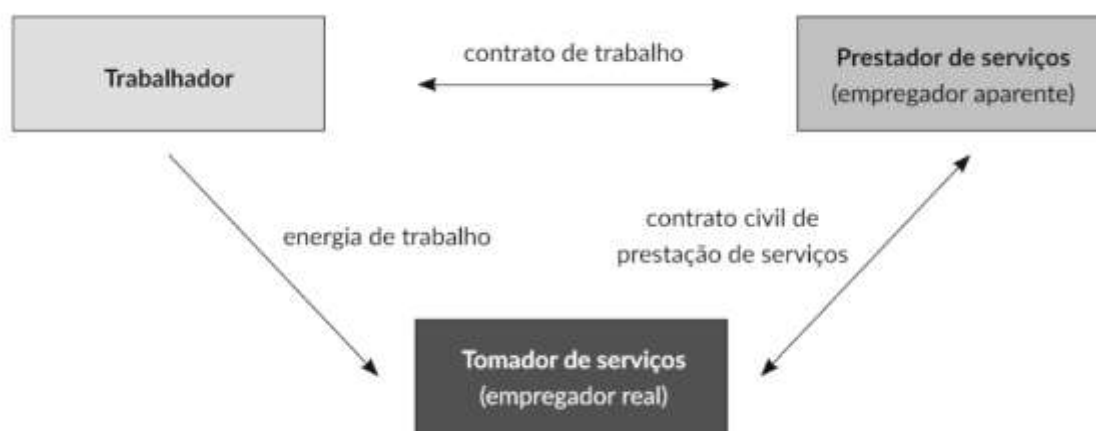 Trabalhador
contrato de trabalho
Prestador de serviços
(empregador aparente)
energia de trabalho
contrato civil de
prestação de serviços
Tomador de serviços
(empregador real)